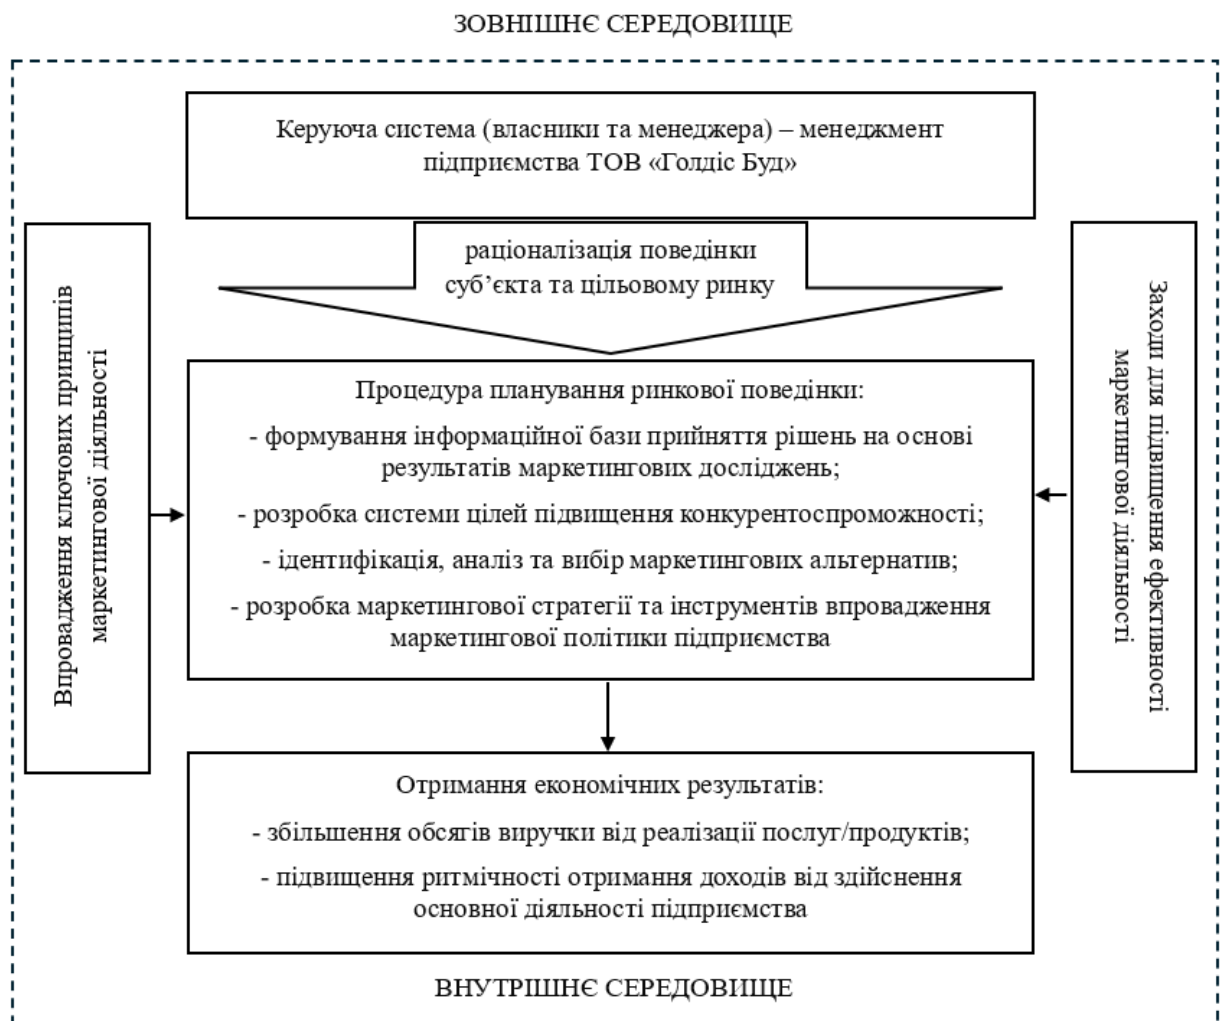 ЗОВНІШНЄ СЕРЕДОВИЩЕ
Керуюча система (власники та менеджера) – менеджмент
підприємства ТОВ «Голдіс Буд»
раціоналізація поведінки
суб’єкта та цільовому ринку
Впровадження ключових принципів
маркетингової діяльності
Процедура планування ринкової поведінки:
- формування інформаційної бази прийняття рішень на основі
результатів маркетингових досліджень;
- розробка системи цілей підвищення конкурентоспроможності;
- ідентифікація, аналіз та вибір маркетингових альтернатив;
- розробка маркетингової стратегії та інструментів впровадження
маркетингової політики підприємства
Заходи для підвищення ефективності
маркетингової діяльності
Отримання економічних результатів:
- збільшення обсягів виручки від реалізації послуг/продуктів;
- підвищення ритмічності отримання доходів від здійснення
основної діяльності підприємства
ВНУТРІШНЄ СЕРЕДОВИЩЕ